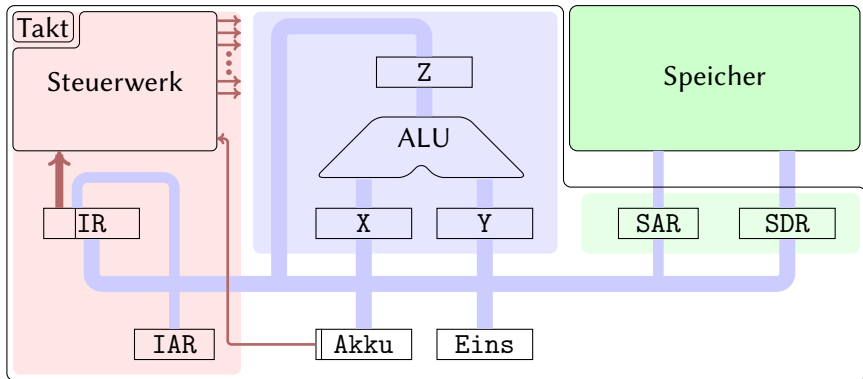 Takt
Steuerwerk
Z
Speicher
ALU
IR
X
Y
SAR
SDR
IAR
Akku
Eins